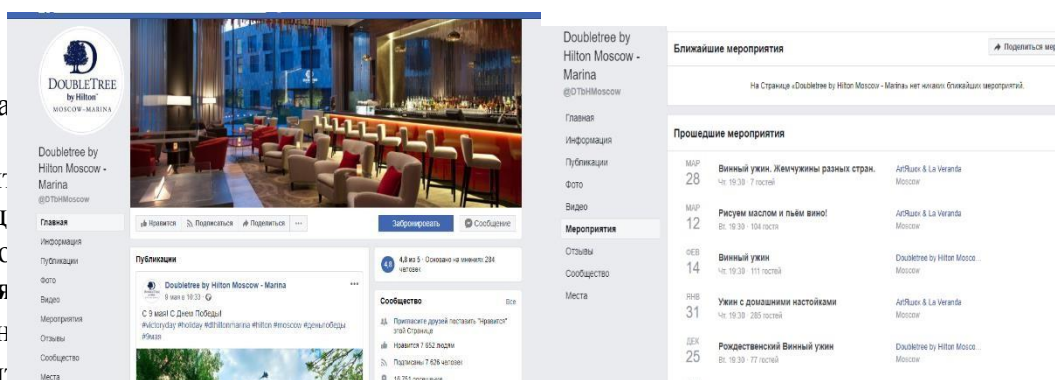 DOUBLETREE
by Hilton
MOSCOW-MARINA
Doubletree by
Hilton Moscow -
Marina
@DTbHMoscow
Главная
Информация
Публикации
Фото
Видео
Мероприятия
Отзывы
Сообщество
Места
Нравится Подписаться Поделиться ...
Забронировать Сообщение
Публикации
Doubletree by Hilton Moscow - Marina
9 мая в 10:33
С 9 мая! С Днем Победы!
#victoryday #holiday #dthiltonmarina #hilton #moscow #деньпобеды
#9мая
4,8
4,8 из 5 · Основано на мнении 284
человек
Сообщество Все
Пригласите друзей поставить "Нравится"
этой Странице
Нравится 7 652 людям
Подписаны 7 626 человек
Doubletree by
Hilton Moscow -
Marina
@DTbHMoscow
Главная
Информация
Публикации
Фото
Видео
Мероприятия
Отзывы
Сообщество
Места
Ближайшие мероприятия
Поделиться мер
На Странице «Doubletree by Hilton Moscow - Marina» нет никаких ближайших мероприятий.
Прошедшие мероприятия
МАР
28
Винный ужин. Жемчужины разных стран.
Чт. 19:30 · 7 гостей
АrtЯщик & La Veranda
Moscow
МАР
12
Рисуем маслом и пьём вино!
Вт. 19:30 · 104 гостя
АrtЯщик & La Veranda
Moscow
ФЕВ
14
Винный ужин
Чт. 19:30 · 111 гостей
Doubletree by Hilton Mosco...
Moscow
ЯНВ
31
Ужин с домашними настойками
Чт. 19:30 · 285 гостей
АrtЯщик & La Veranda
Moscow
ДЕК
25
Рождественский Винный ужин
Вт. 19:30 · 77 гостей
Doubletree by Hilton Mosco...
Moscow